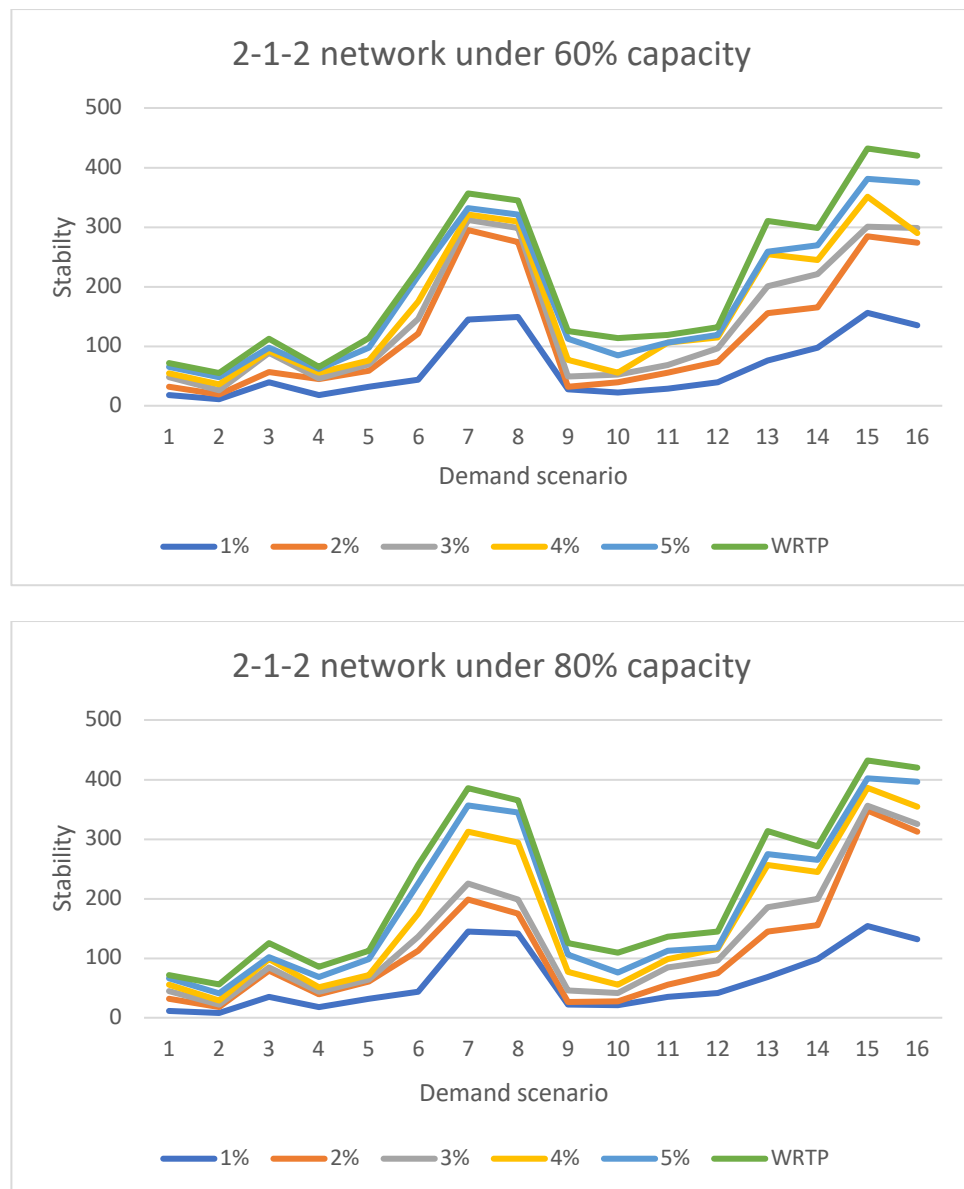 2-1-2 network under 60% capacity
500
400
300
200
100
0
Stabilty
1 2 3 4 5 6 7 8 9 10 11 12 13 14 15 16
Demand scenario
1% 2% 3% 4% 5% WRTP
2-1-2 network under 80% capacity
500
400
300
200
100
0
Stability
1 2 3 4 5 6 7 8 9 10 11 12 13 14 15 16
Demand scenario
1% 2% 3% 4% 5% WRTP